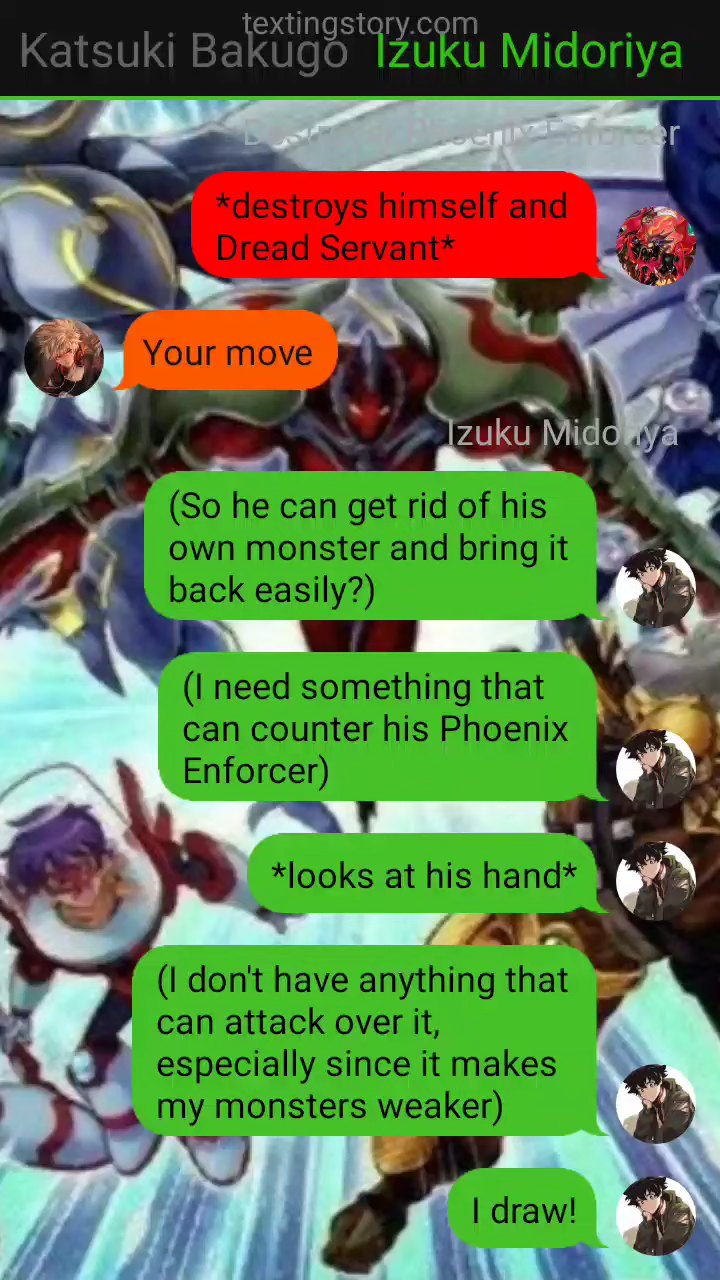 textingstory.com
Katsuki Bakugo Izuku Midoriya
Destroyer Phoenix Enforcer
*destroys himself and
Dread Servant*
Your move
Izuku Midoriya
(So he can get rid of his
own monster and bring it
back easily?)
(I need something that
can counter his Phoenix
Enforcer)
*looks at his hand*
(I don't have anything that
can attack over it,
especially since it makes
my monsters weaker)
I draw!